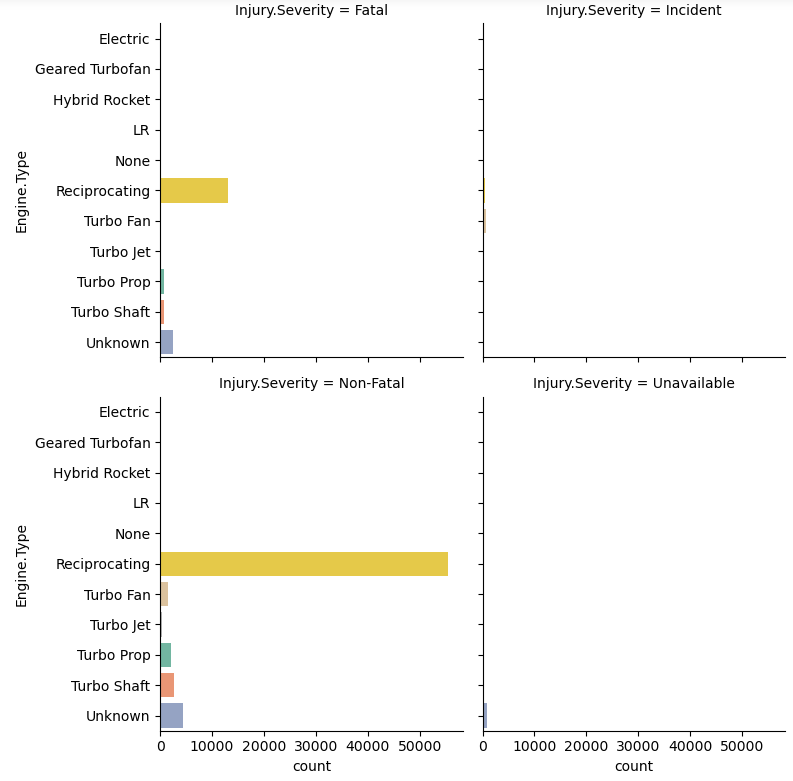 Injury.Severity = Fatal
Injury.Severity = Incident
Engine.Type
Electric
Geared Turbofan
Hybrid Rocket
LR
None
Reciprocating
Turbo Fan
Turbo Jet
Turbo Prop
Turbo Shaft
Unknown
Injury.Severity = Non-Fatal
Injury.Severity = Unavailable
Engine.Type
Electric
Geared Turbofan
Hybrid Rocket
LR
None
Reciprocating
Turbo Fan
Turbo Jet
Turbo Prop
Turbo Shaft
Unknown
0 10000 20000 30000 40000 50000
0 10000 20000 30000 40000 50000
count
count